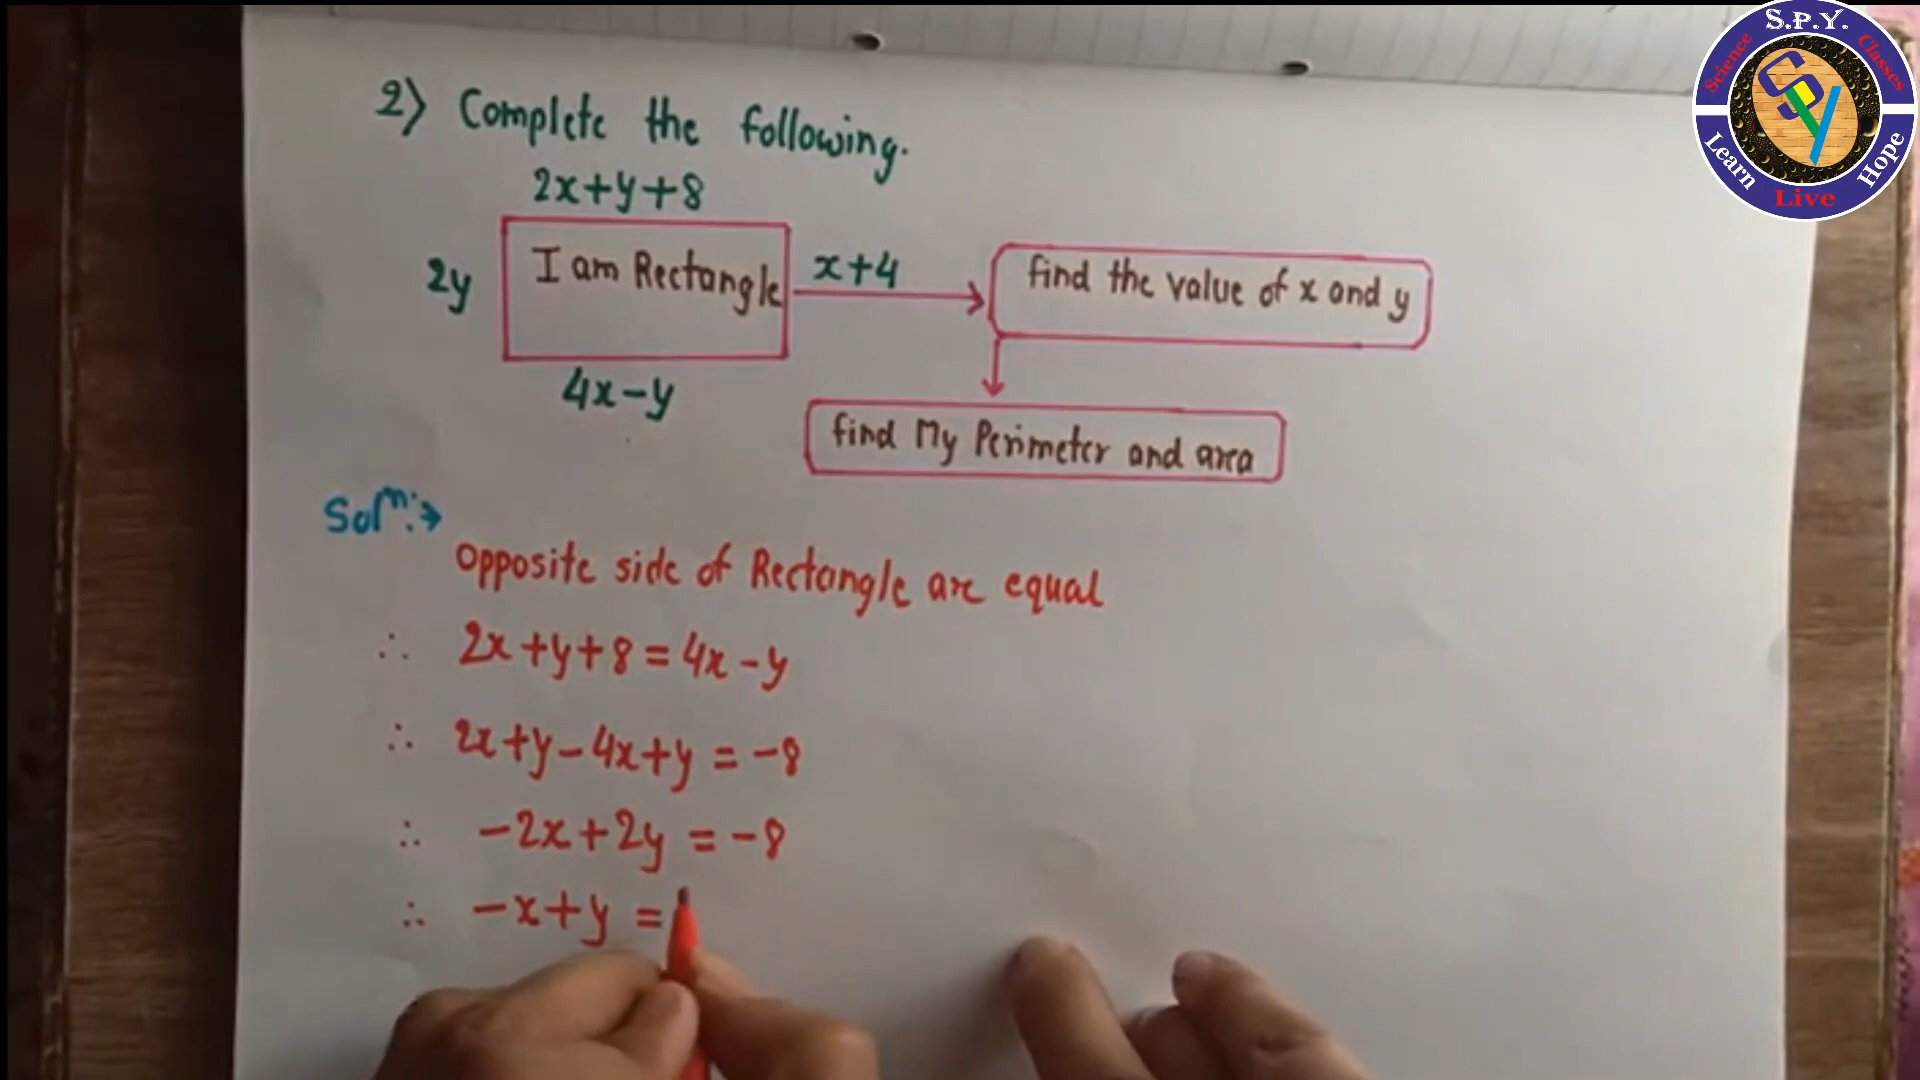 S.P.Y.
Science Classes
SPY
Learn Live Hope
2) Complete the following.
2x+y+8
2y
I am Rectangle
x+4
find the value of x and y
4x-y
find My Perimeter and area
Solⁿ:→
Opposite side of Rectangle are equal
∴ 2x+y+8=4x-y
∴ 2x+y-4x+y=-8
∴ -2x+2y=-8
∴ -x+y=